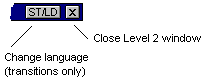 ST/LD X
Close Level 2 window
Change language
(transitions only)